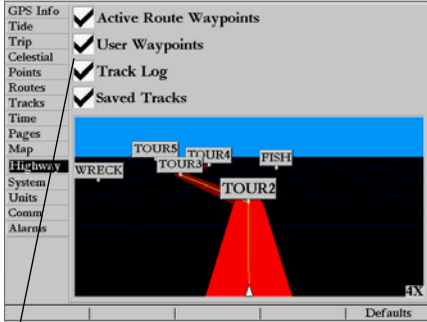 GPS Info
Tide
Trip
Celestial
Points
Routes
Tracks
Time
Pages
Map
Highway
System
Units
Comm
Alarms
Active Route Waypoints
User Waypoints
Track Log
Saved Tracks
TOUR5
TOUR4
TOUR3
FISH
WRECK
TOUR2
4X
Defaults